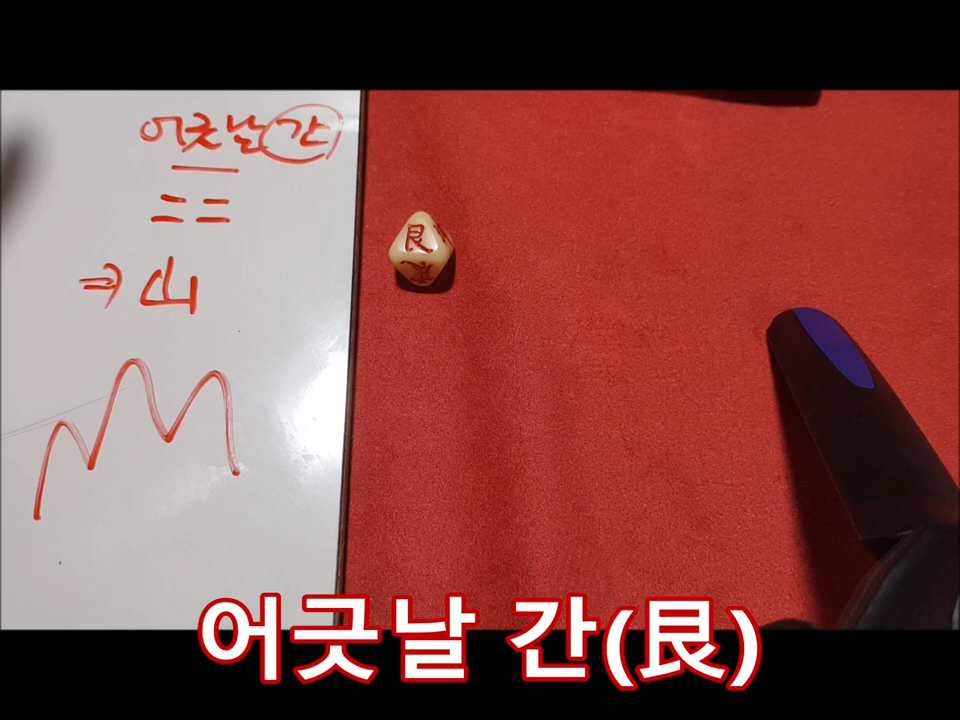 어긋날 간
⇒ 山
艮
어긋날 간(艮)